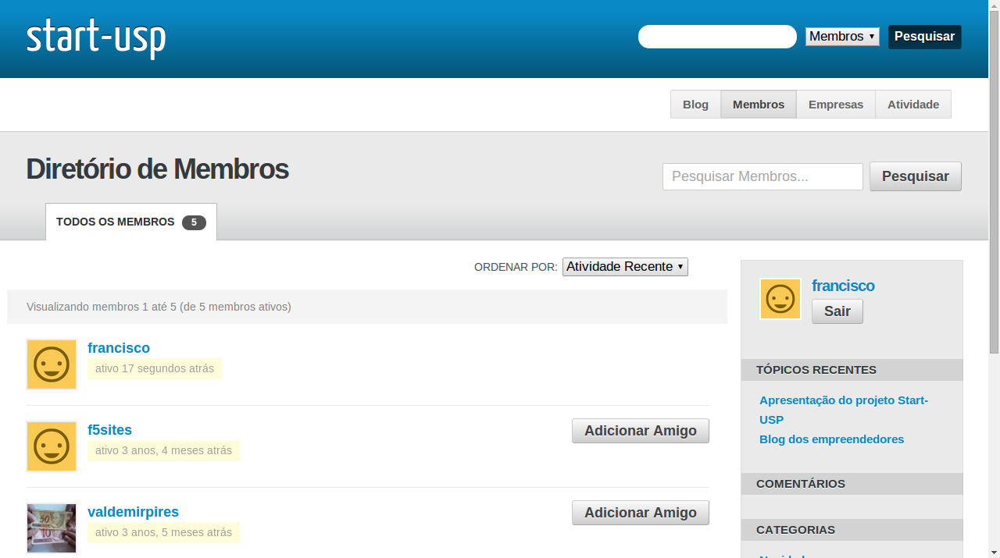 start-usp
Membros
Pesquisar
Blog
Membros
Empresas
Atividade
Diretório de Membros
Pesquisar Membros...
Pesquisar
TODOS OS MEMBROS 5
ORDENAR POR: Atividade Recente
Visualizando membros 1 até 5 (de 5 membros ativos)
francisco
ativo 17 segundos atrás
f5sites
ativo 3 anos, 4 meses atrás
Adicionar Amigo
valdemirpires
ativo 3 anos, 5 meses atrás
Adicionar Amigo
francisco
Sair
TÓPICOS RECENTES
Apresentação do projeto Start-
USP
Blog dos empreendedores
COMENTÁRIOS
CATEGORIAS